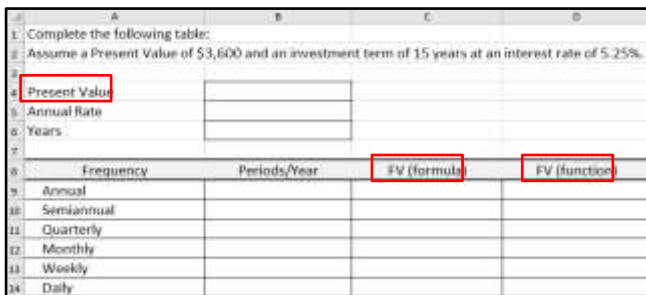 A B C D
1 Complete the following table:
2 Assume a Present Value of $3,600 and an investment term of 15 years at an interest rate of 5.25%.
3
4 Present Value
5 Annual Rate
6 Years
7
8 Frequency Periods/Year FV (formula) FV (function)
9 Annual
10 Semiannual
11 Quarterly
12 Monthly
13 Weekly
14 Daily